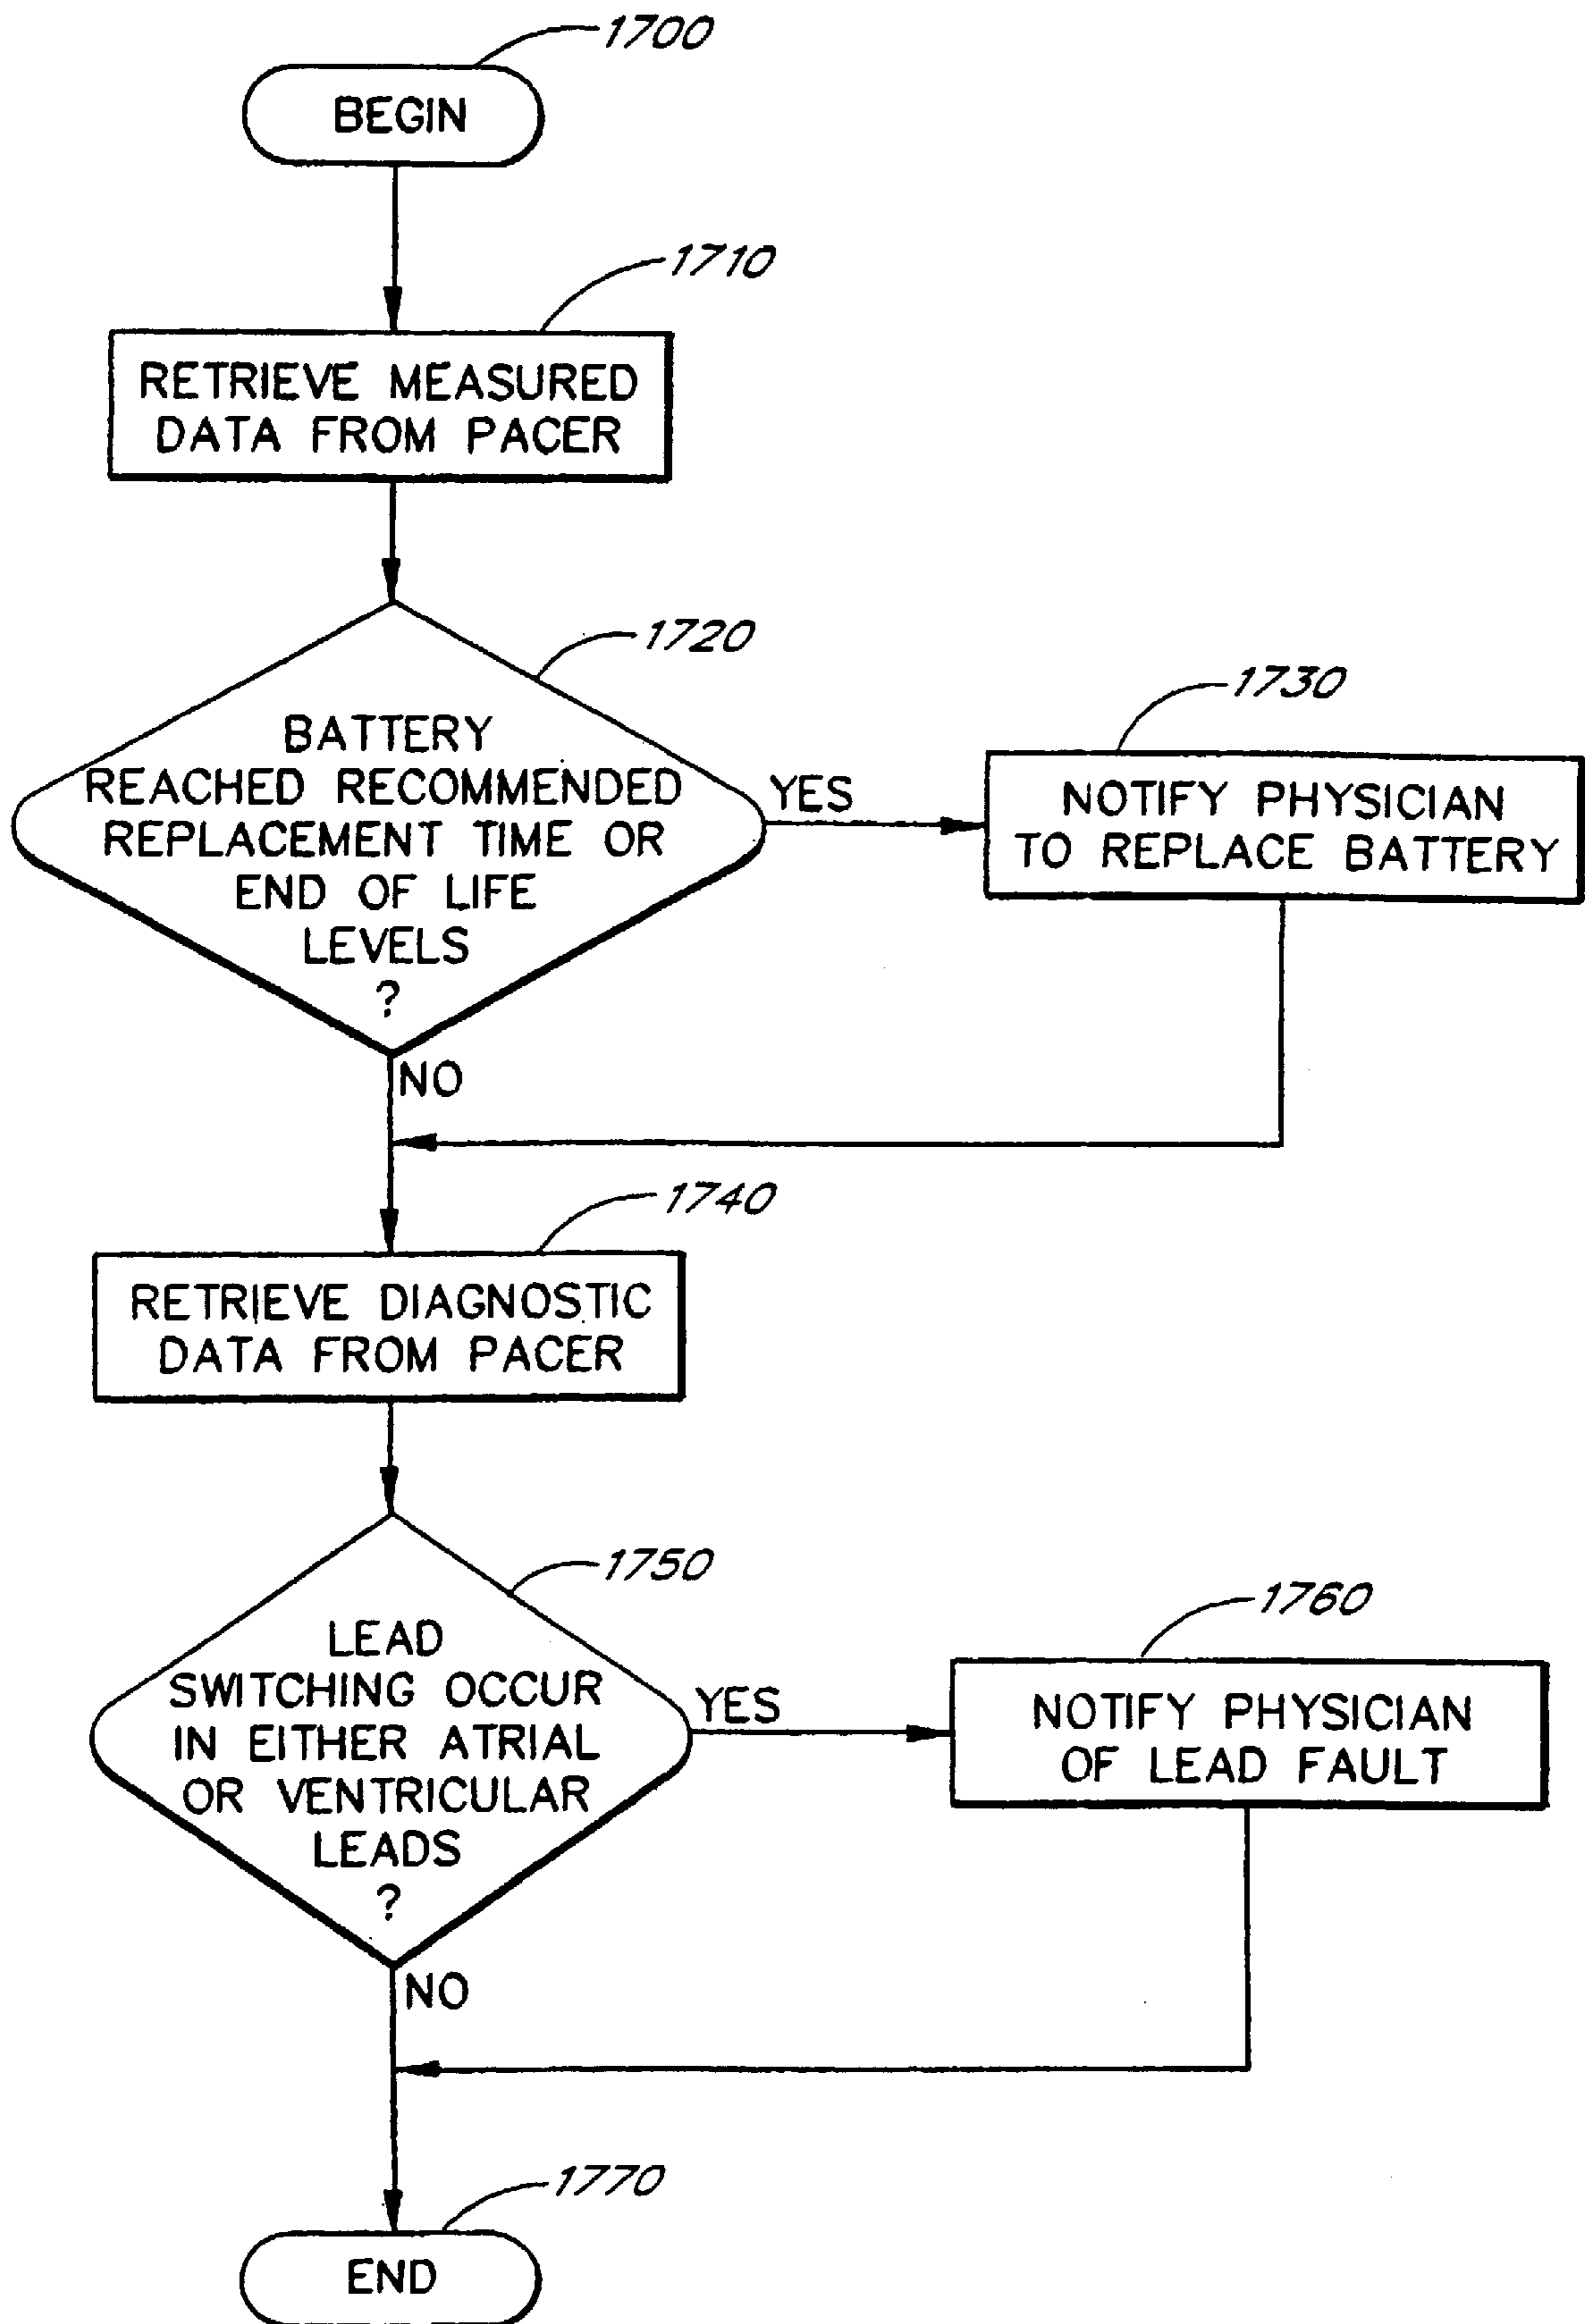 1700
BEGIN
1710
RETRIEVE MEASURED
DATA FROM PACER
1720
BATTERY
REACHED RECOMMENDED
REPLACEMENT TIME OR
END OF LIFE
LEVELS
?
YES
1730
NOTIFY PHYSICIAN
TO REPLACE BATTERY
NO
1740
RETRIEVE DIAGNOSTIC
DATA FROM PACER
1750
LEAD
SWITCHING OCCUR
IN EITHER ATRIAL
OR VENTRICULAR
LEADS
?
YES
1760
NOTIFY PHYSICIAN
OF LEAD FAULT
NO
1770
END